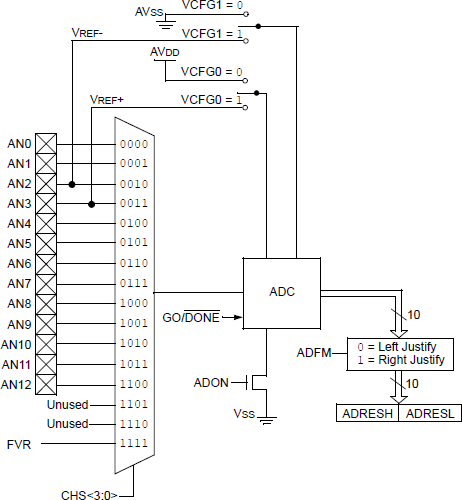 AVSS
VCFG1 = 0
VREF-
VCFG1 = 1
AVDD
VCFG0 = 0
VREF+
VCFG0 = 1
AN0 0000
AN1 0001
AN2 0010
AN3 0011
AN4 0100
AN5 0101
AN6 0110
AN7 0111
AN8 1000
AN9 1001
AN10 1010
AN11 1011
AN12 1100
Unused 1101
Unused 1110
FVR 1111
CHS<3:0>
ADC
GO/DONE
ADON
VSS
10
ADFM
0 = Left Justify
1 = Right Justify
10
ADRESH ADRESL